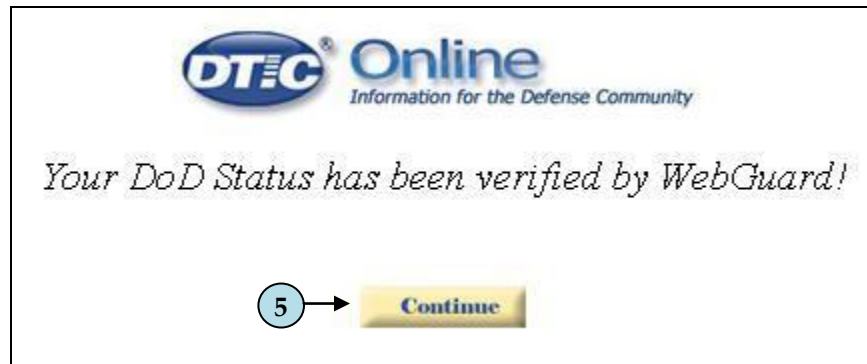 DTIC® Online
Information for the Defense Community
Your DoD Status has been verified by WebGuard!
5 Continue